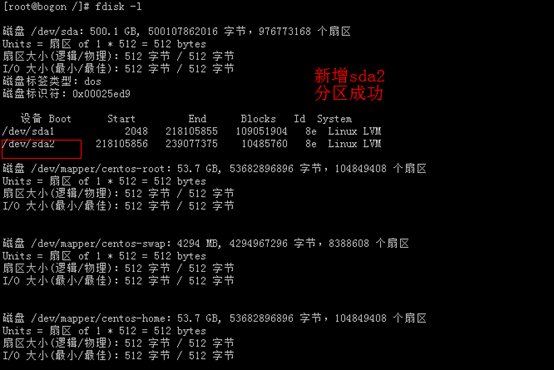 [root@bogon /]# fdisk -l
磁盘 /dev/sda: 500.1 GB, 500107862016 字节，976773168 个扇区
Units = 扇区 of 1 * 512 = 512 bytes
扇区大小(逻辑/物理): 512 字节 / 512 字节
I/O 大小(最小/最佳): 512 字节 / 512 字节
磁盘标签类型: dos
磁盘标识符: 0x00025ed9
新增sda2
分区成功
设备 Boot Start End Blocks Id System
/dev/sda1 2048 218105855 109051904 8e Linux LVM
/dev/sda2 218105856 239077375 10485760 8e Linux LVM
磁盘 /dev/mapper/centos-root: 53.7 GB, 53682896896 字节，104849408 个扇区
Units = 扇区 of 1 * 512 = 512 bytes
扇区大小(逻辑/物理): 512 字节 / 512 字节
I/O 大小(最小/最佳): 512 字节 / 512 字节
磁盘 /dev/mapper/centos-swap: 4294 MB, 4294967296 字节，8388608 个扇区
Units = 扇区 of 1 * 512 = 512 bytes
扇区大小(逻辑/物理): 512 字节 / 512 字节
I/O 大小(最小/最佳): 512 字节 / 512 字节
磁盘 /dev/mapper/centos-home: 53.7 GB, 53682896896 字节，104849408 个扇区
Units = 扇区 of 1 * 512 = 512 bytes
扇区大小(逻辑/物理): 512 字节 / 512 字节
I/O 大小(最小/最佳): 512 字节 / 512 字节